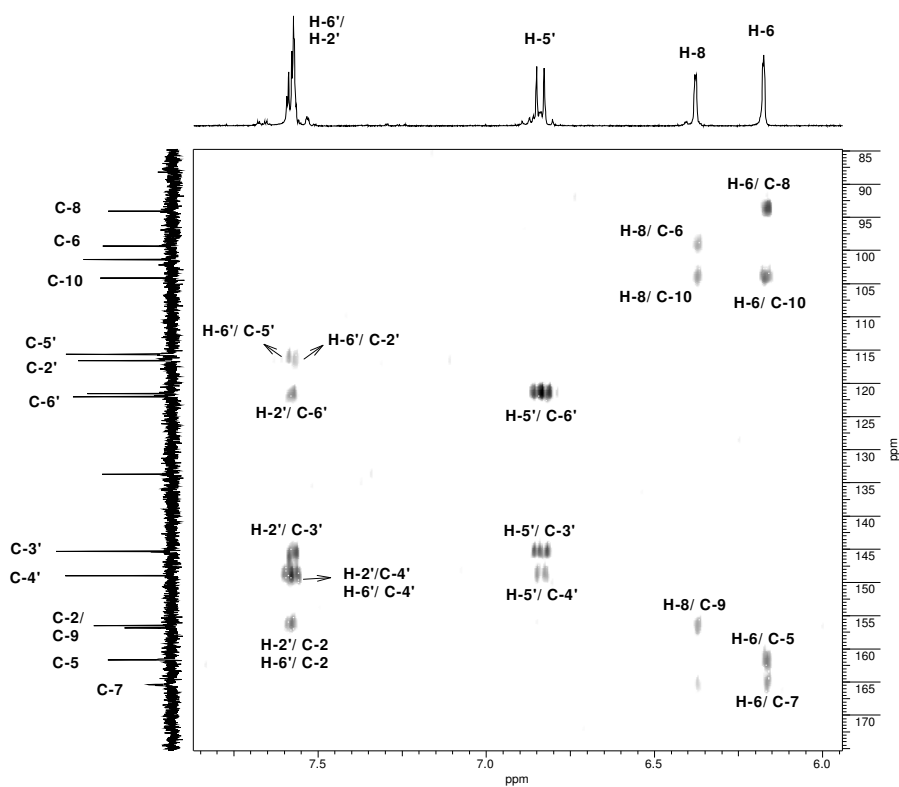 H-6'/
H-2'
H-5'
H-8
H-6
C-8
C-6
C-10
C-5'
C-2'
C-6'
C-3'
C-4'
C-2/
C-9
C-5
C-7
H-6/ C-8
H-8/ C-6
H-8/ C-10
H-6/ C-10
H-6'/ C-5'
H-6'/ C-2'
H-2'/ C-6'
H-5'/ C-6'
H-2'/ C-3'
H-5'/ C-3'
H-2'/C-4'
H-6'/ C-4'
H-5'/ C-4'
H-8/ C-9
H-2'/ C-2
H-6'/ C-2
H-6/ C-5
H-6/ C-7
85
90
95
100
105
110
115
120
125
130
135
140
145
150
155
160
165
170
ppm
7.5
7.0
6.5
6.0
ppm